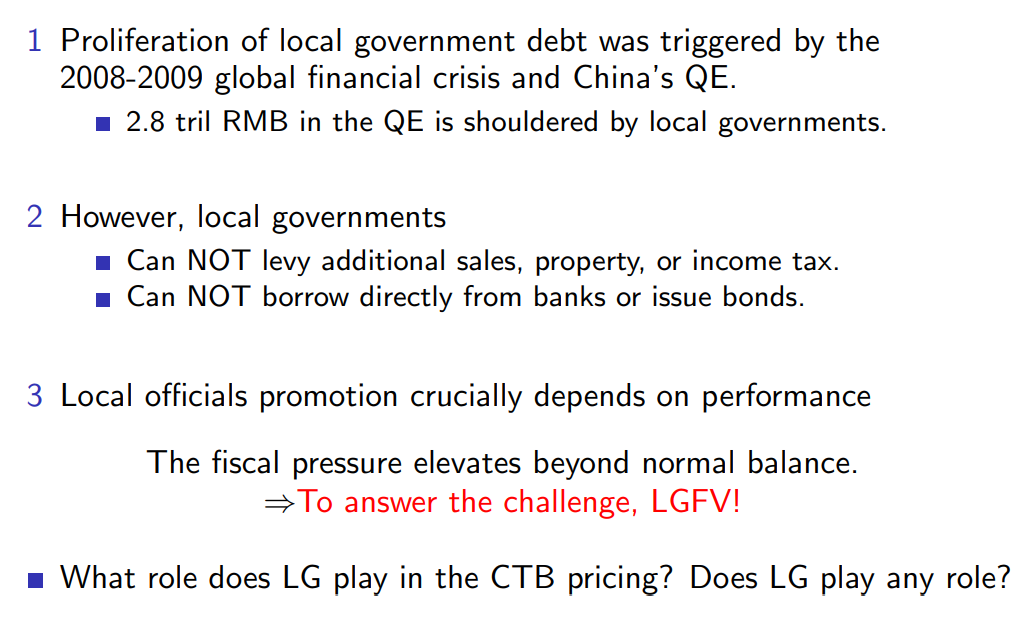 1 Proliferation of local government debt was triggered by the
2008-2009 global financial crisis and China's QE.
■ 2.8 tril RMB in the QE is shouldered by local governments.
2 However, local governments
■ Can NOT levy additional sales, property, or income tax.
■ Can NOT borrow directly from banks or issue bonds.
3 Local officials promotion crucially depends on performance
The fiscal pressure elevates beyond normal balance.
⇒To answer the challenge, LGFV!
■ What role does LG play in the CTB pricing? Does LG play any role?